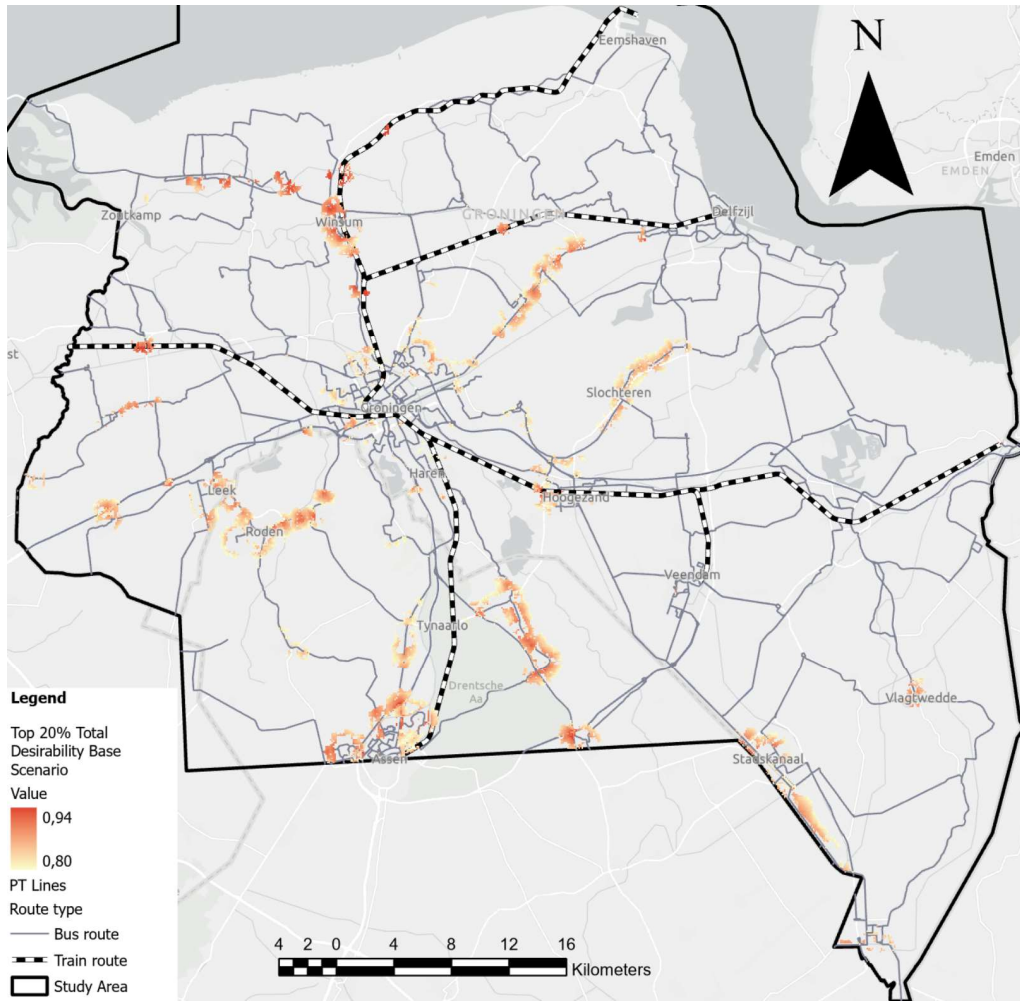 Eemshaven
N
Emden
EMDEN
Zoutkamp
Winsum
GRONINGEN
Delfzijl
Slochteren
Groningen
Haren
Leek
Hoogezand
Roden
Veendam
Tynaarlo
Drentsche
Aa
Vlagtwedde
Assen
Stadskanaal
Legend
Top 20% Total
Desirability Base
Scenario
Value
0,94
0,80
PT Lines
Route type
Bus route
Train route
Study Area
4 2 0 4 8 12 16
Kilometers